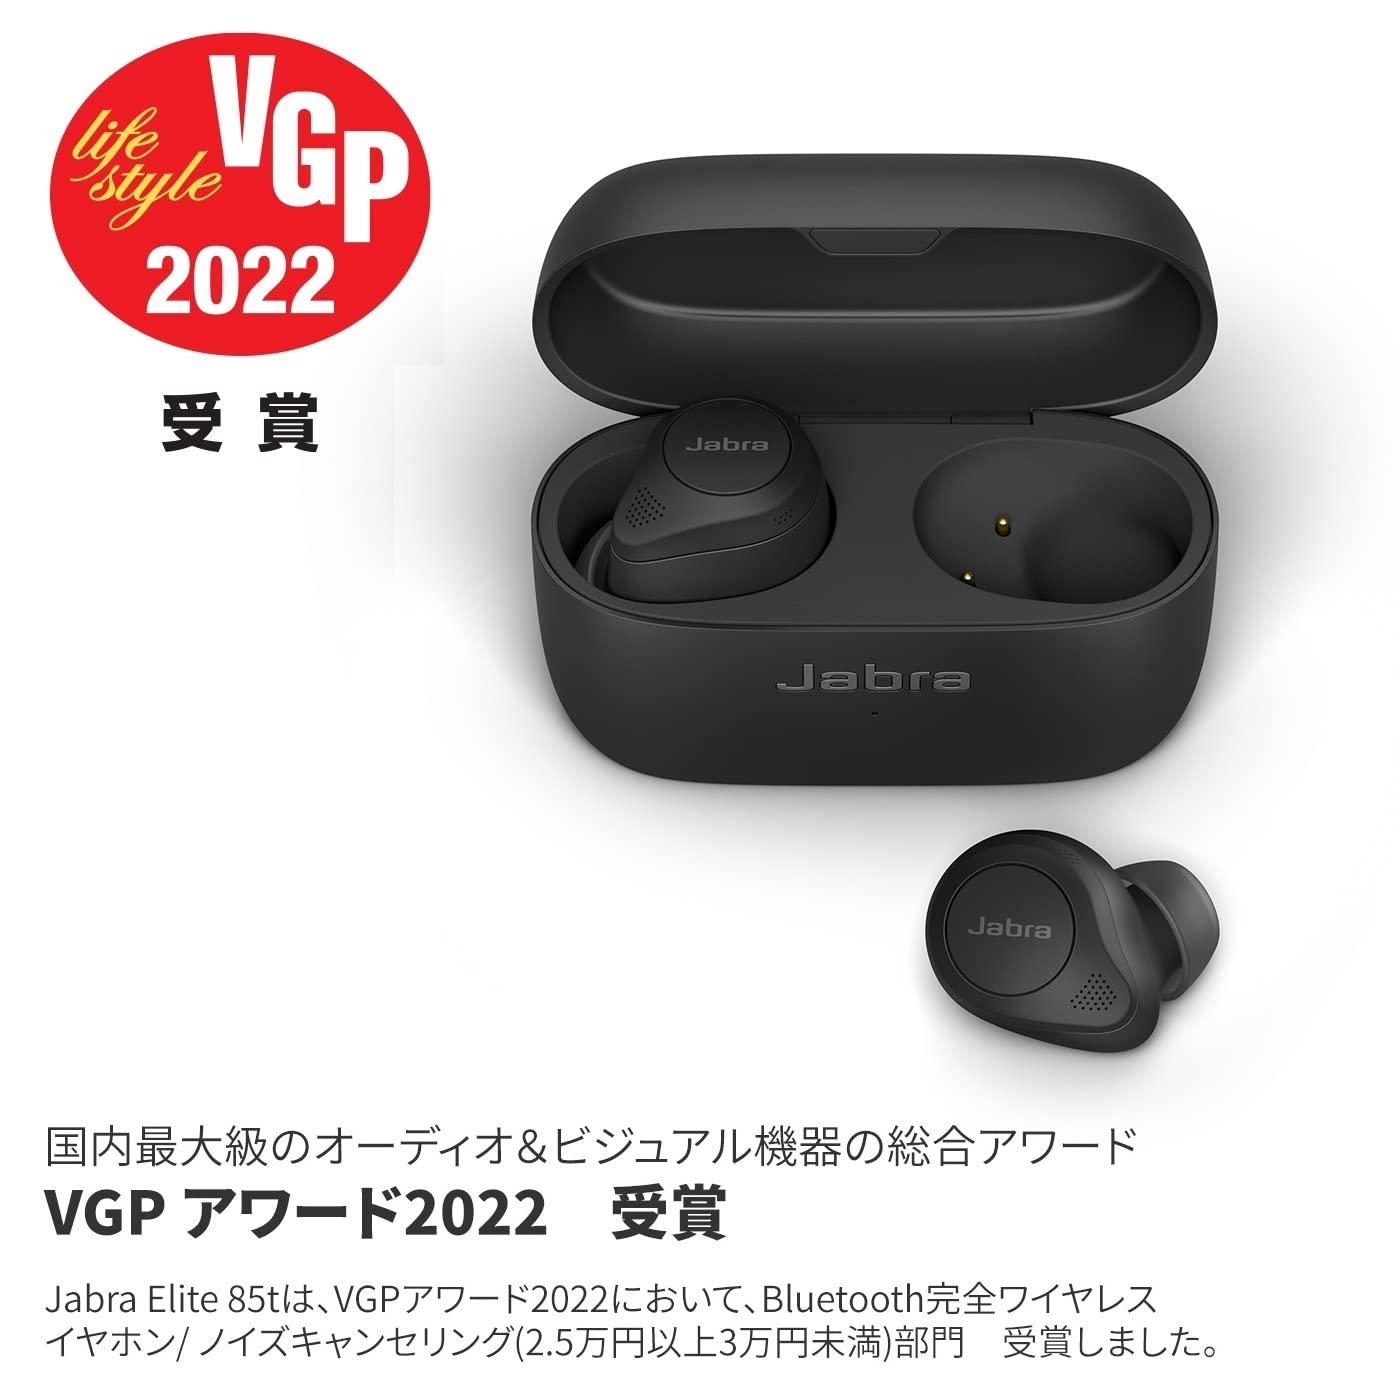 life
style
VGP
2022
受賞
Jabra
Jabra
Jabra
国内最大級のオーディオ&ビジュアル機器の総合アワード
VGP アワード2022　受賞
Jabra Elite 85tは、VGPアワード2022において、Bluetooth完全ワイヤレス
イヤホン/ ノイズキャンセリング(2.5万円以上3万円未満)部門　受賞しました。